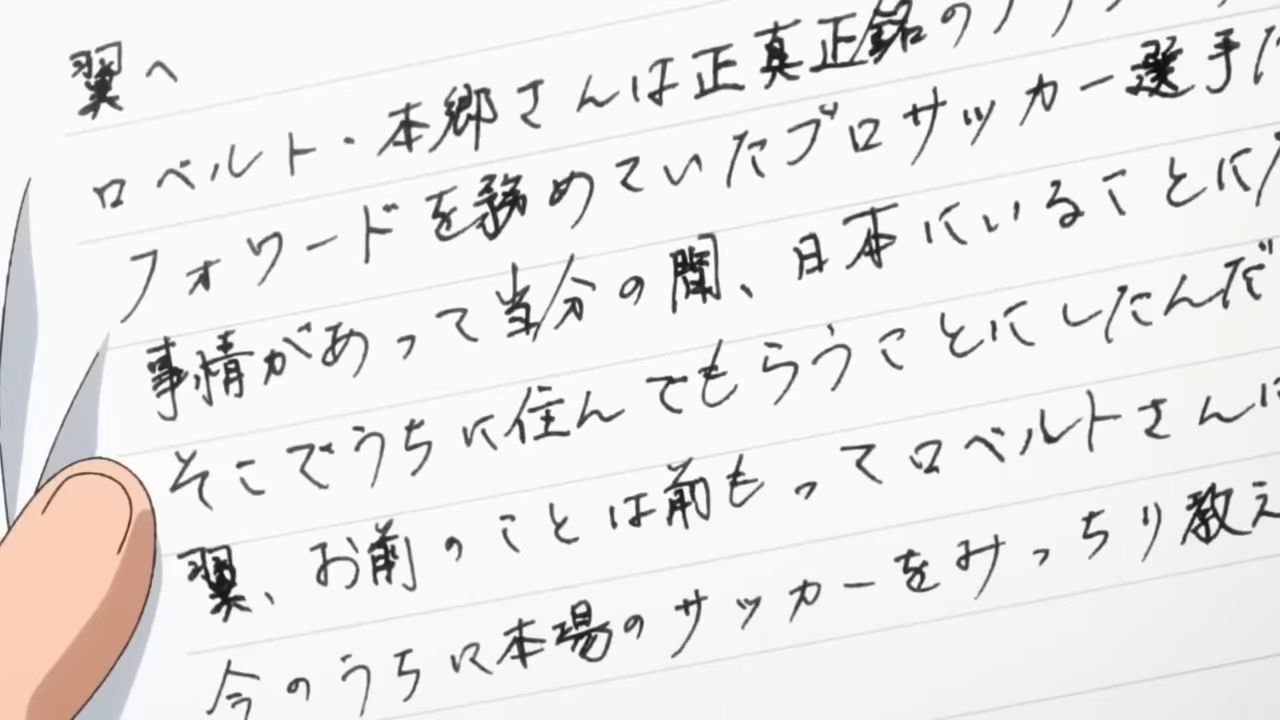 翼へ
ロベルト・本郷さんは正真正銘のブラ
フォワードを務めていたプロサッカー選手だ
事情があって当分の間、日本にいることに
そこでうちに住んでもらうことにしたんだ
翼、お前のことは前もってロベルトさんに
今のうちに本場のサッカーをみっちり教え